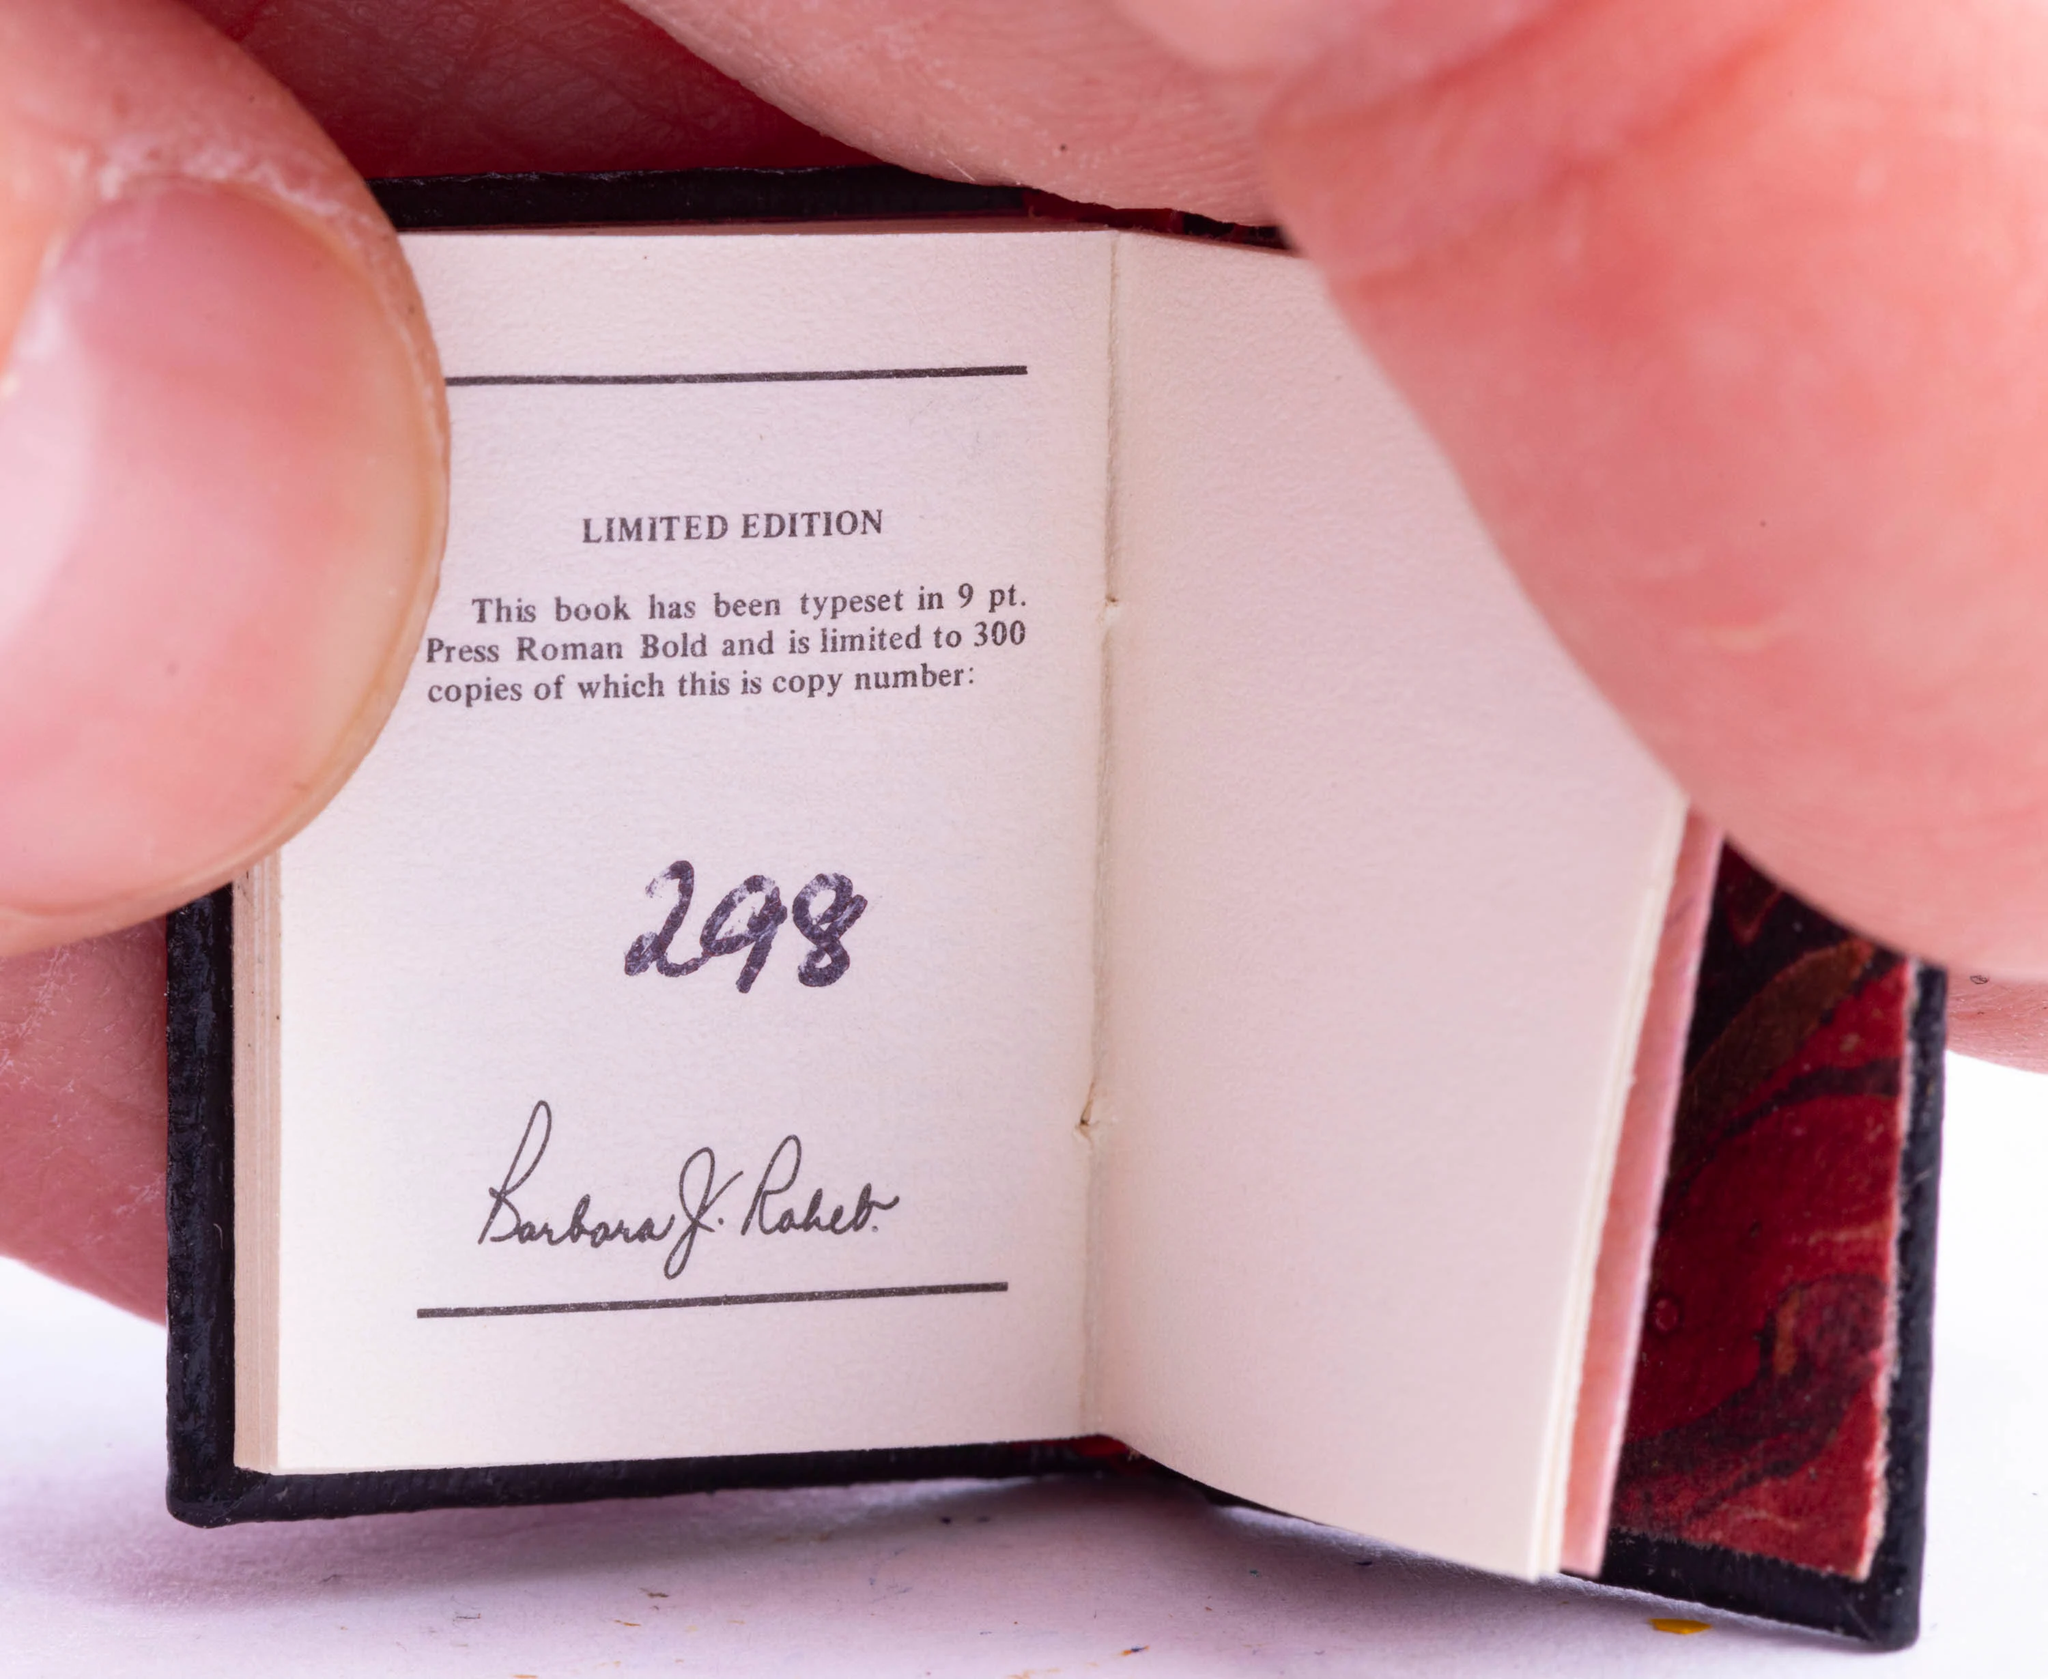 LIMITED EDITION
This book has been typeset in 9 pt.
Press Roman Bold and is limited to 300
copies of which this is copy number:
298
Barbara J. Raheb.